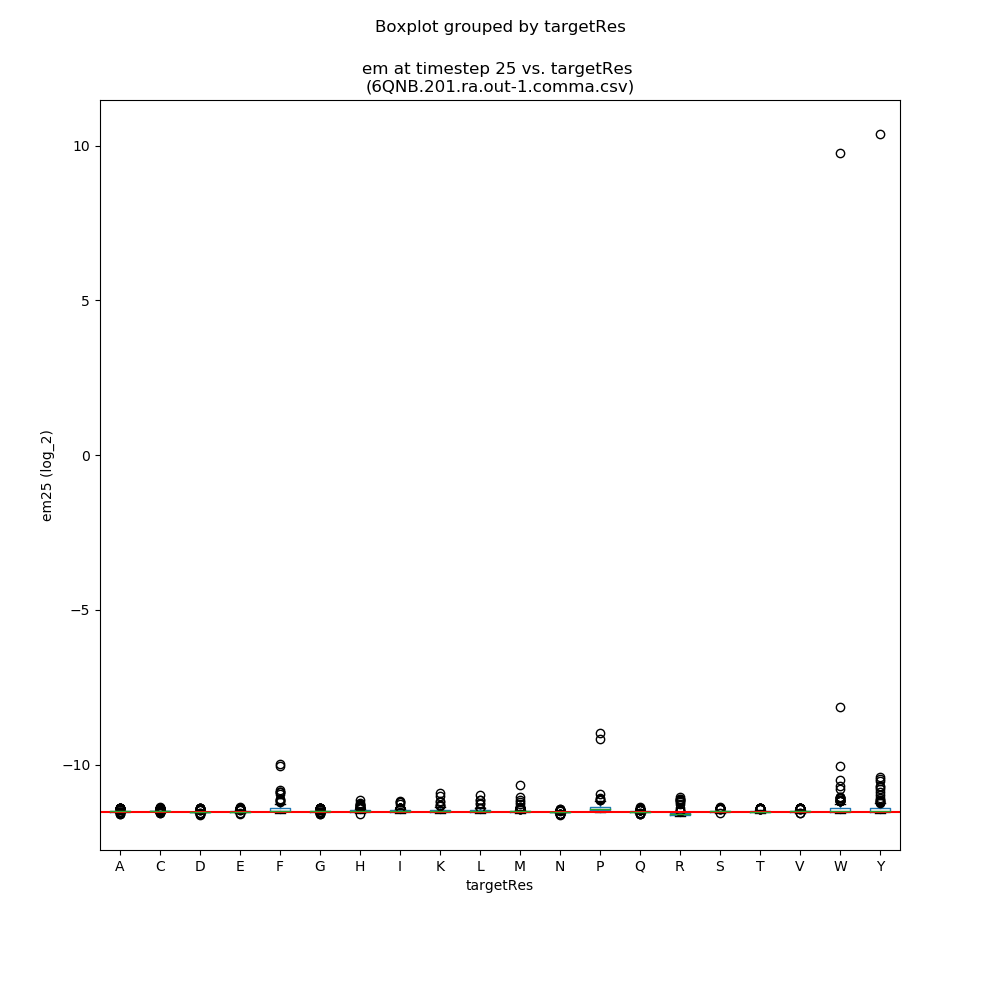 Boxplot grouped by targetRes
em at timestep 25 vs. targetRes
(6QNB.201.ra.out-1.comma.csv)
10
5
0
−5
−10
em25 (log_2)
A C D E F G H I K L M N P Q R S T V W Y
targetRes